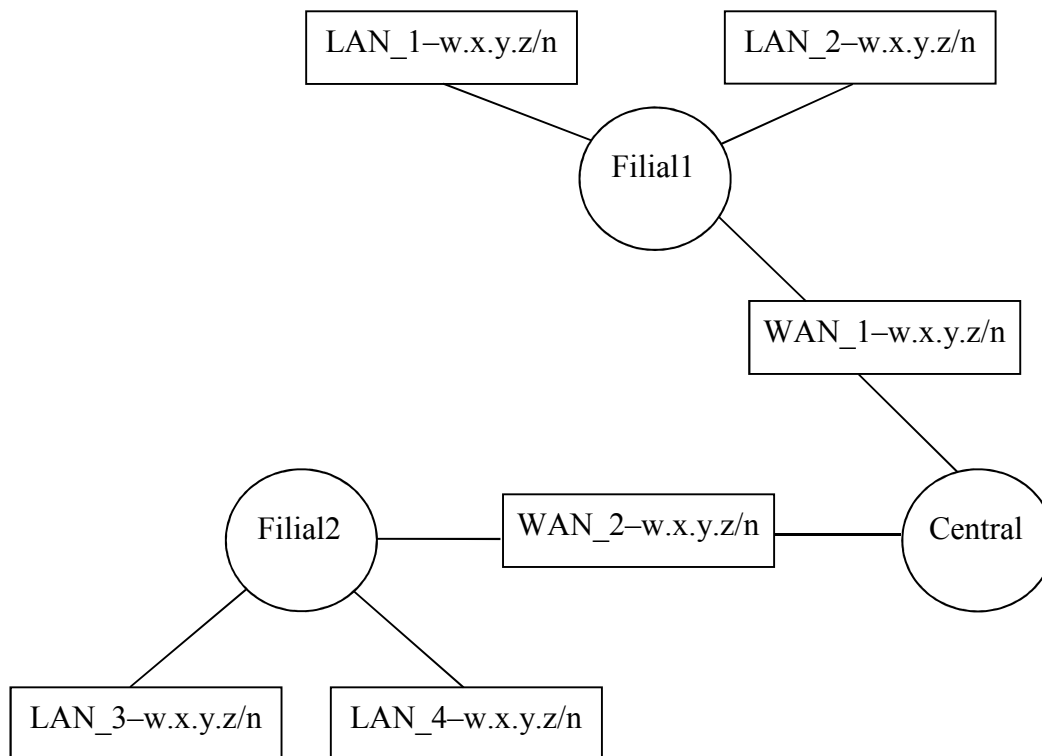 LAN_1–w.x.y.z/n
LAN_2–w.x.y.z/n
Filial1
WAN_1–w.x.y.z/n
Filial2
WAN_2–w.x.y.z/n
Central
LAN_3–w.x.y.z/n
LAN_4–w.x.y.z/n